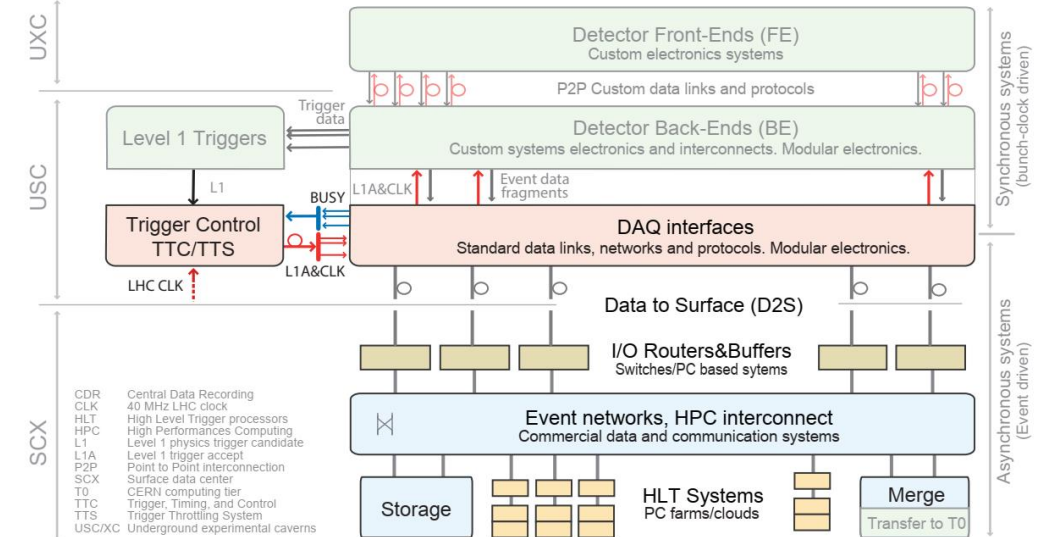 UXC
Detector Front-Ends (FE)
Custom electronics systems
P2P Custom data links and protocols
Synchronous systems
(bunch-clock driven)
USC
Level 1 Triggers
Trigger
data
Detector Back-Ends (BE)
Custom systems electronics and interconnects. Modular electronics.
L1
L1A&CLK
Event data
fragments
BUSY
Trigger Control
TTC/TTS
DAQ interfaces
Standard data links, networks and protocols. Modular electronics.
L1A&CLK
LHC CLK
Data to Surface (D2S)
I/O Routers&Buffers
Switches/PC based sytems
Asynchronous systems
(Event driven)
SCX
Event networks, HPC interconnect
Commercial data and communication systems
CDR Central Data Recording
CLK 40 MHz LHC clock
HLT High Level Trigger processors
HPC High Performances Computing
L1 Level 1 physics trigger candidate
L1A Level 1 trigger accept
P2P Point to Point interconnection
SCX Surface data center
T0 CERN computing tier
TTC Trigger, Timing, and Control
TTS Trigger Throttling System
USC/XC Underground experimental caverns
Storage
HLT Systems
PC farms/clouds
Merge
Transfer to T0